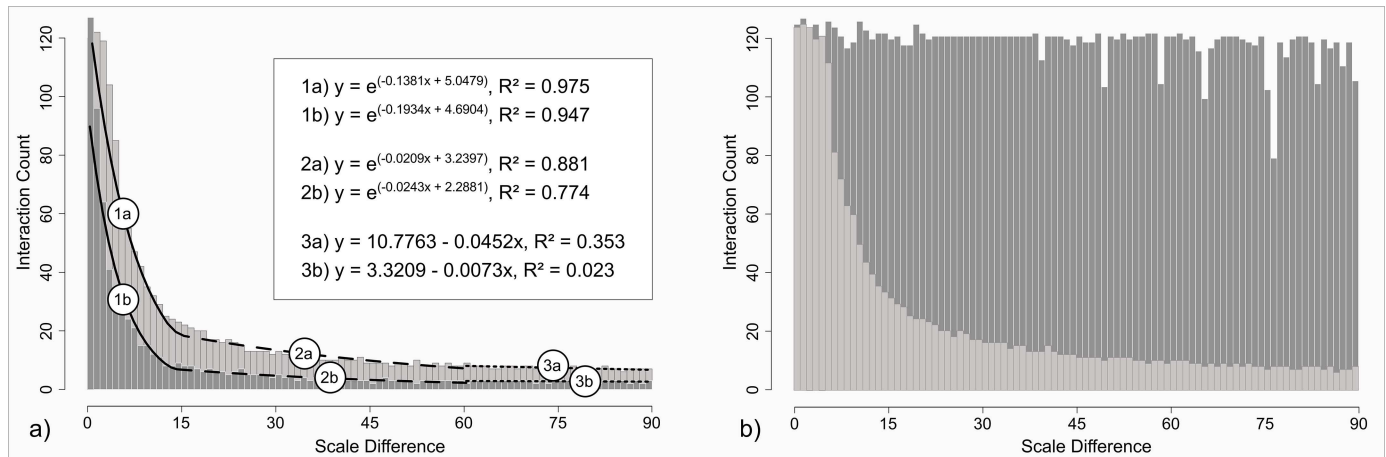 120
100
80
60
40
20
0
Interaction Count
1a) y = e^(-0.1381x + 5.0479), R² = 0.975
1b) y = e^(-0.1934x + 4.6904), R² = 0.947
2a) y = e^(-0.0209x + 3.2397), R² = 0.881
2b) y = e^(-0.0243x + 2.2881), R² = 0.774
3a) y = 10.7763 - 0.0452x, R² = 0.353
3b) y = 3.3209 - 0.0073x, R² = 0.023
1a
1b
2a
2b
3a
3b
0 15 30 45 60 75 90
Scale Difference
a)
120
100
80
60
40
20
0
Interaction Count
0 15 30 45 60 75 90
Scale Difference
b)